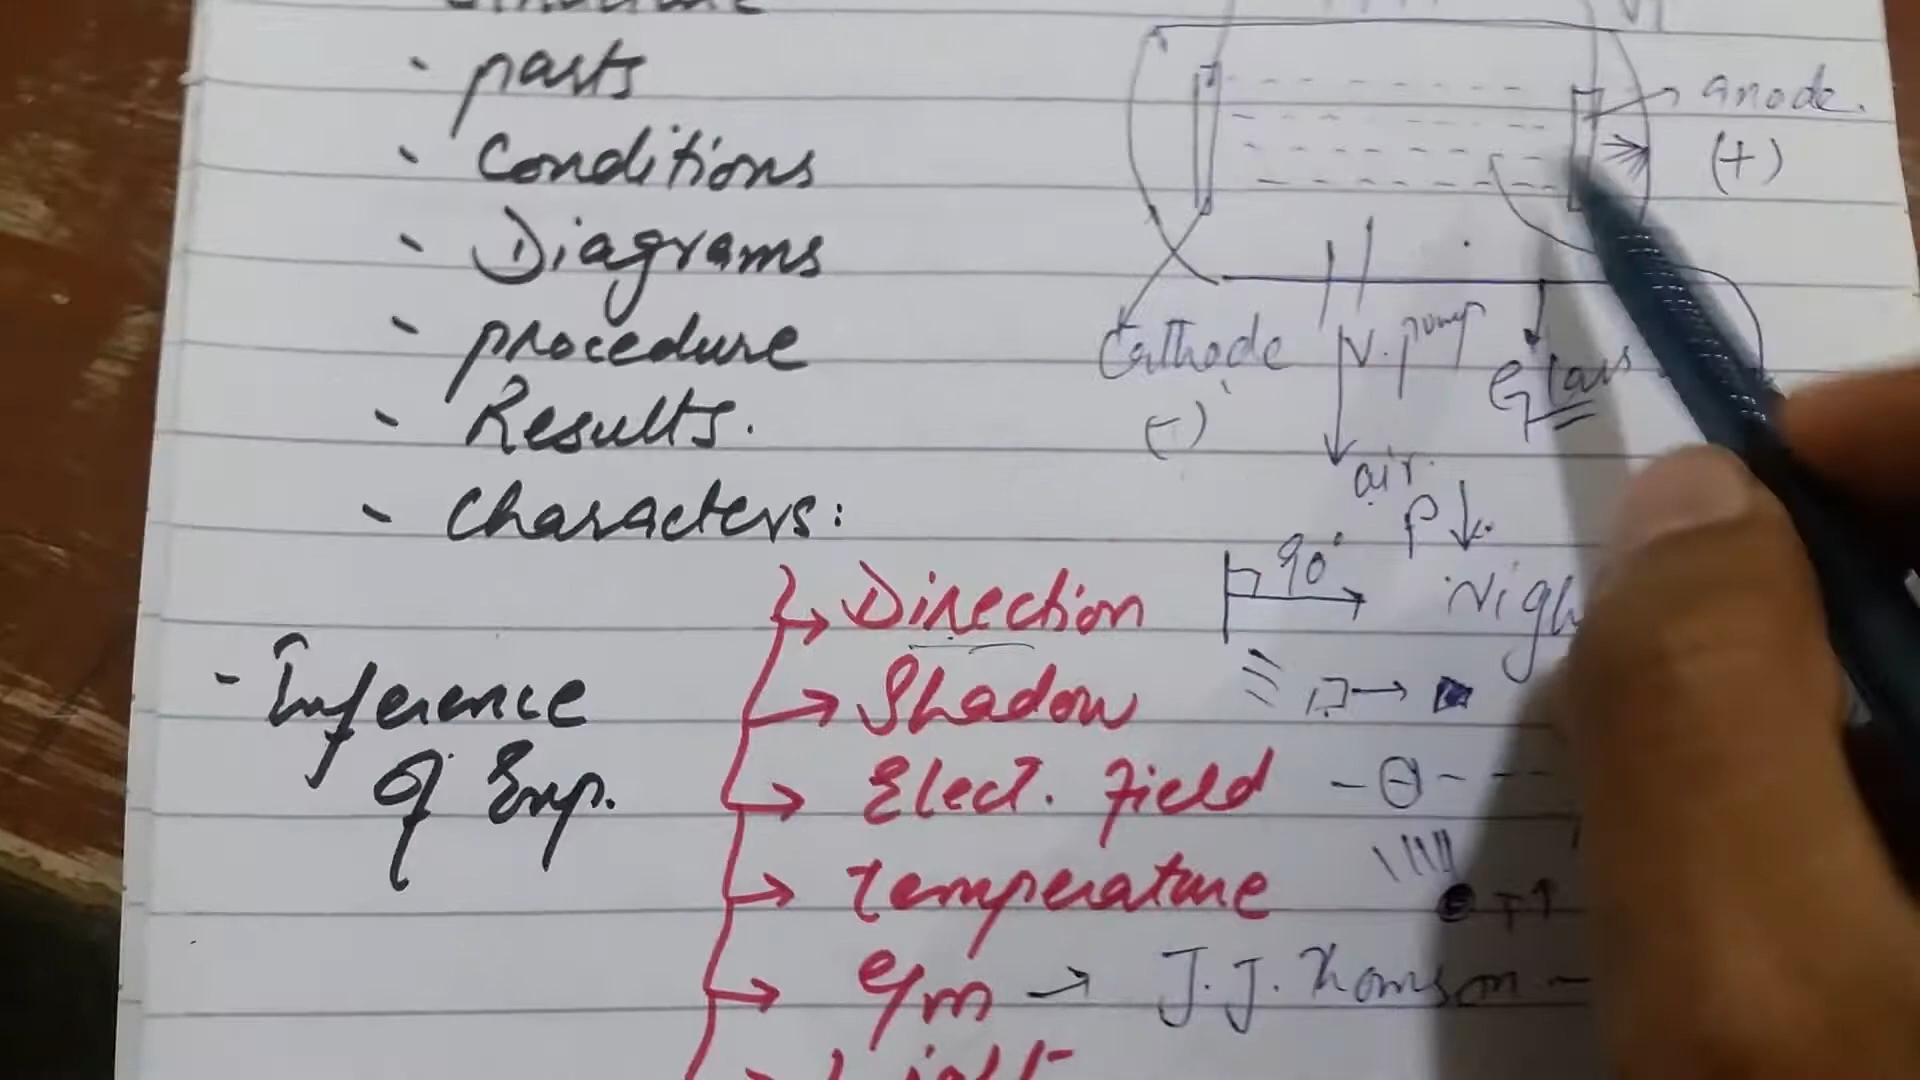 · parts
· Conditions
· Diagrams
· procedure
· Results.
· characters:
→ Direction
→ Shadow
→ Elect. field
→ temperature
→ e/m → J.J. Thomson -
- Inference
of Exp.
anode.
(+)
Cathode
(-)
V. pump
Glass
air.
P ↓.
90°
T↑